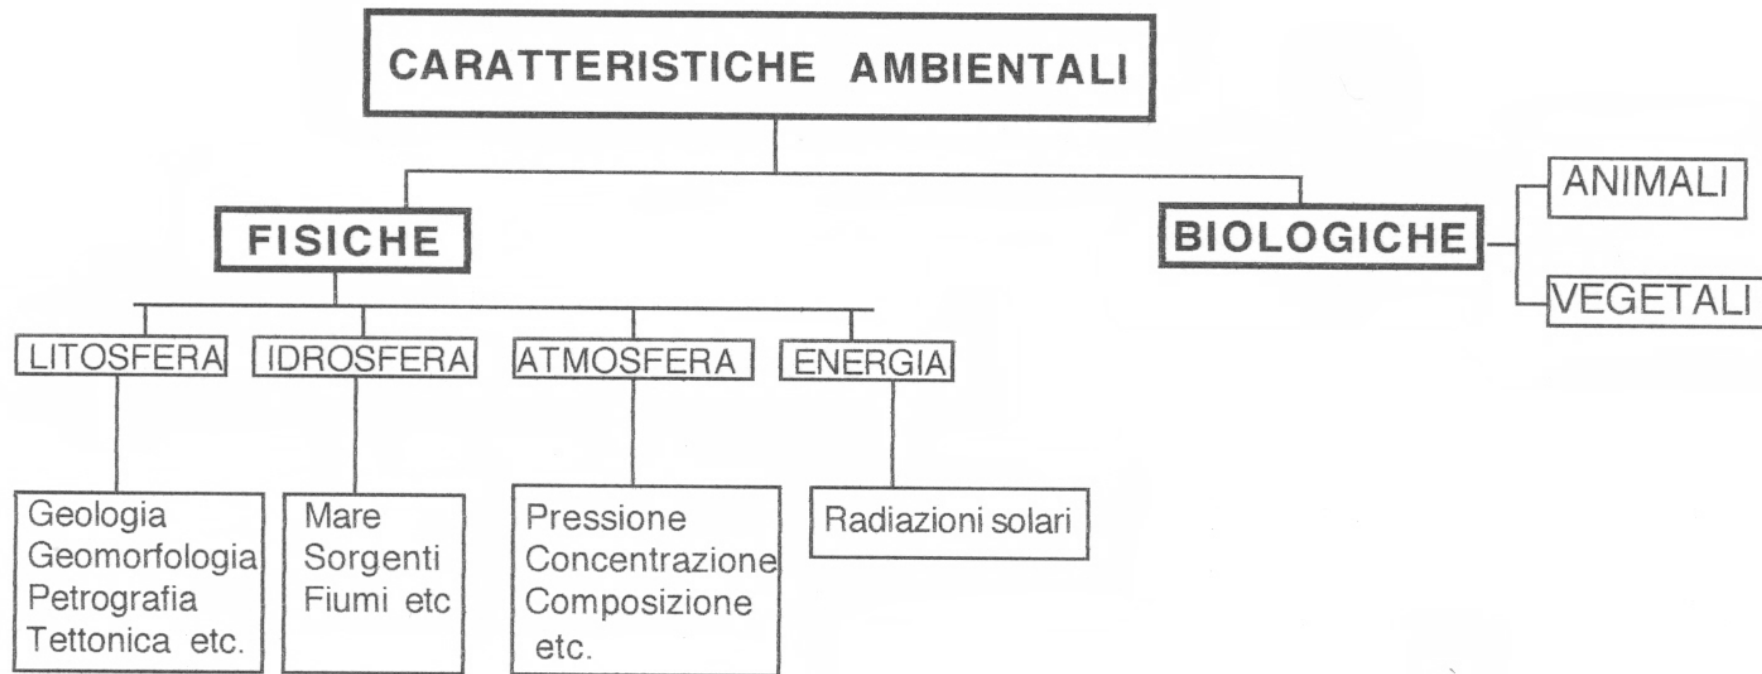 CARATTERISTICHE AMBIENTALI
FISICHE
BIOLOGICHE
ANIMALI
VEGETALI
LITOSFERA
IDROSFERA
ATMOSFERA
ENERGIA
Geologia
Geomorfologia
Petrografia
Tettonica etc.
Mare
Sorgenti
Fiumi etc
Pressione
Concentrazione
Composizione
etc.
Radiazioni solari